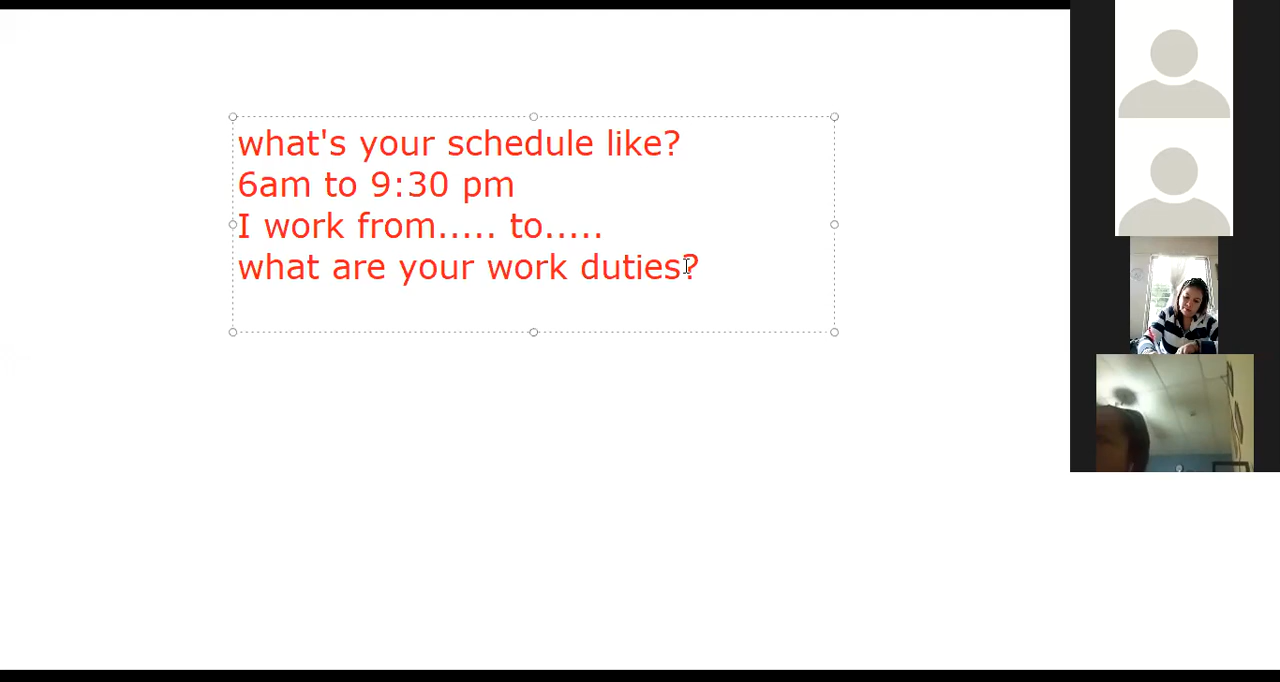 what's your schedule like?
6am to 9:30 pm
I work from..... to.....
what are your work duties?